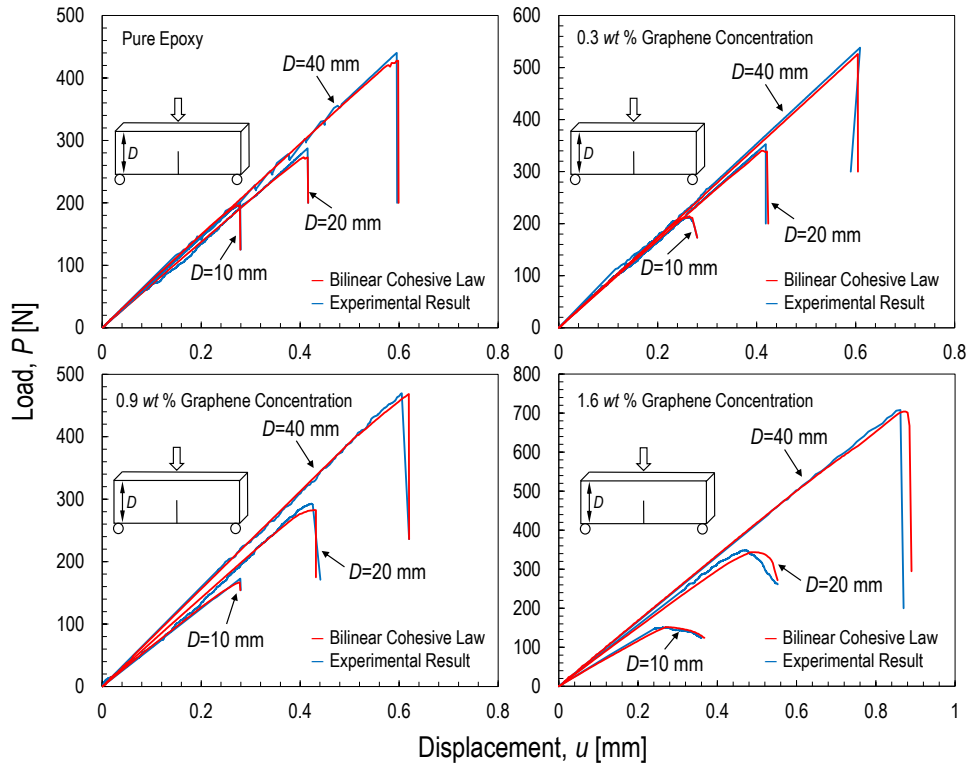 Load, P [N]
500
400
300
200
100
0
Pure Epoxy
D=40 mm
D
D=20 mm
D=10 mm
Bilinear Cohesive Law
Experimental Result
0 0.2 0.4 0.6 0.8
600
500
400
300
200
100
0
0.3 wt % Graphene Concentration
D=40 mm
D
D=20 mm
D=10 mm
Bilinear Cohesive Law
Experimental Result
0 0.2 0.4 0.6 0.8
500
400
300
200
100
0
0.9 wt % Graphene Concentration
D=40 mm
D
D=20 mm
D=10 mm
Bilinear Cohesive Law
Experimental Result
0 0.2 0.4 0.6 0.8
800
700
600
500
400
300
200
100
0
1.6 wt % Graphene Concentration
D=40 mm
D
D=20 mm
D=10 mm
Bilinear Cohesive Law
Experimental Result
0 0.2 0.4 0.6 0.8 1
Displacement, u [mm]